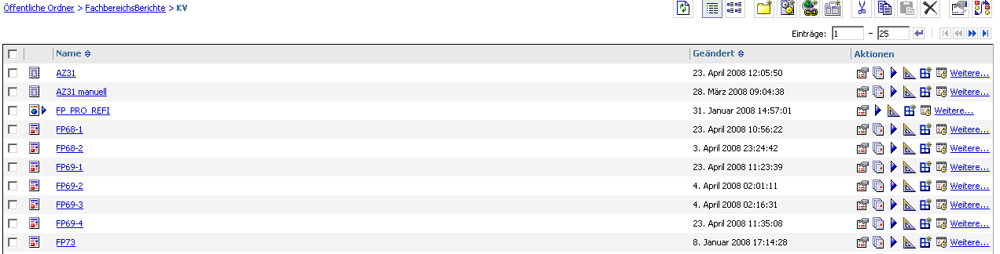 Öffentliche Ordner > FachbereichsBerichte > KV
Einträge: 1 - 25
Name Geändert Aktionen
AZ31 23. April 2008 12:05:50 Weitere...
AZ31 manuell 28. März 2008 09:04:38 Weitere...
FP_PRO_REFI 31. Januar 2008 14:57:01 Weitere...
FP68-1 23. April 2008 10:56:22 Weitere...
FP68-2 3. April 2008 23:24:42 Weitere...
FP69-1 23. April 2008 11:23:39 Weitere...
FP69-2 4. April 2008 02:01:11 Weitere...
FP69-3 4. April 2008 02:16:31 Weitere...
FP69-4 23. April 2008 11:35:08 Weitere...
FP73 8. Januar 2008 17:14:28 Weitere...